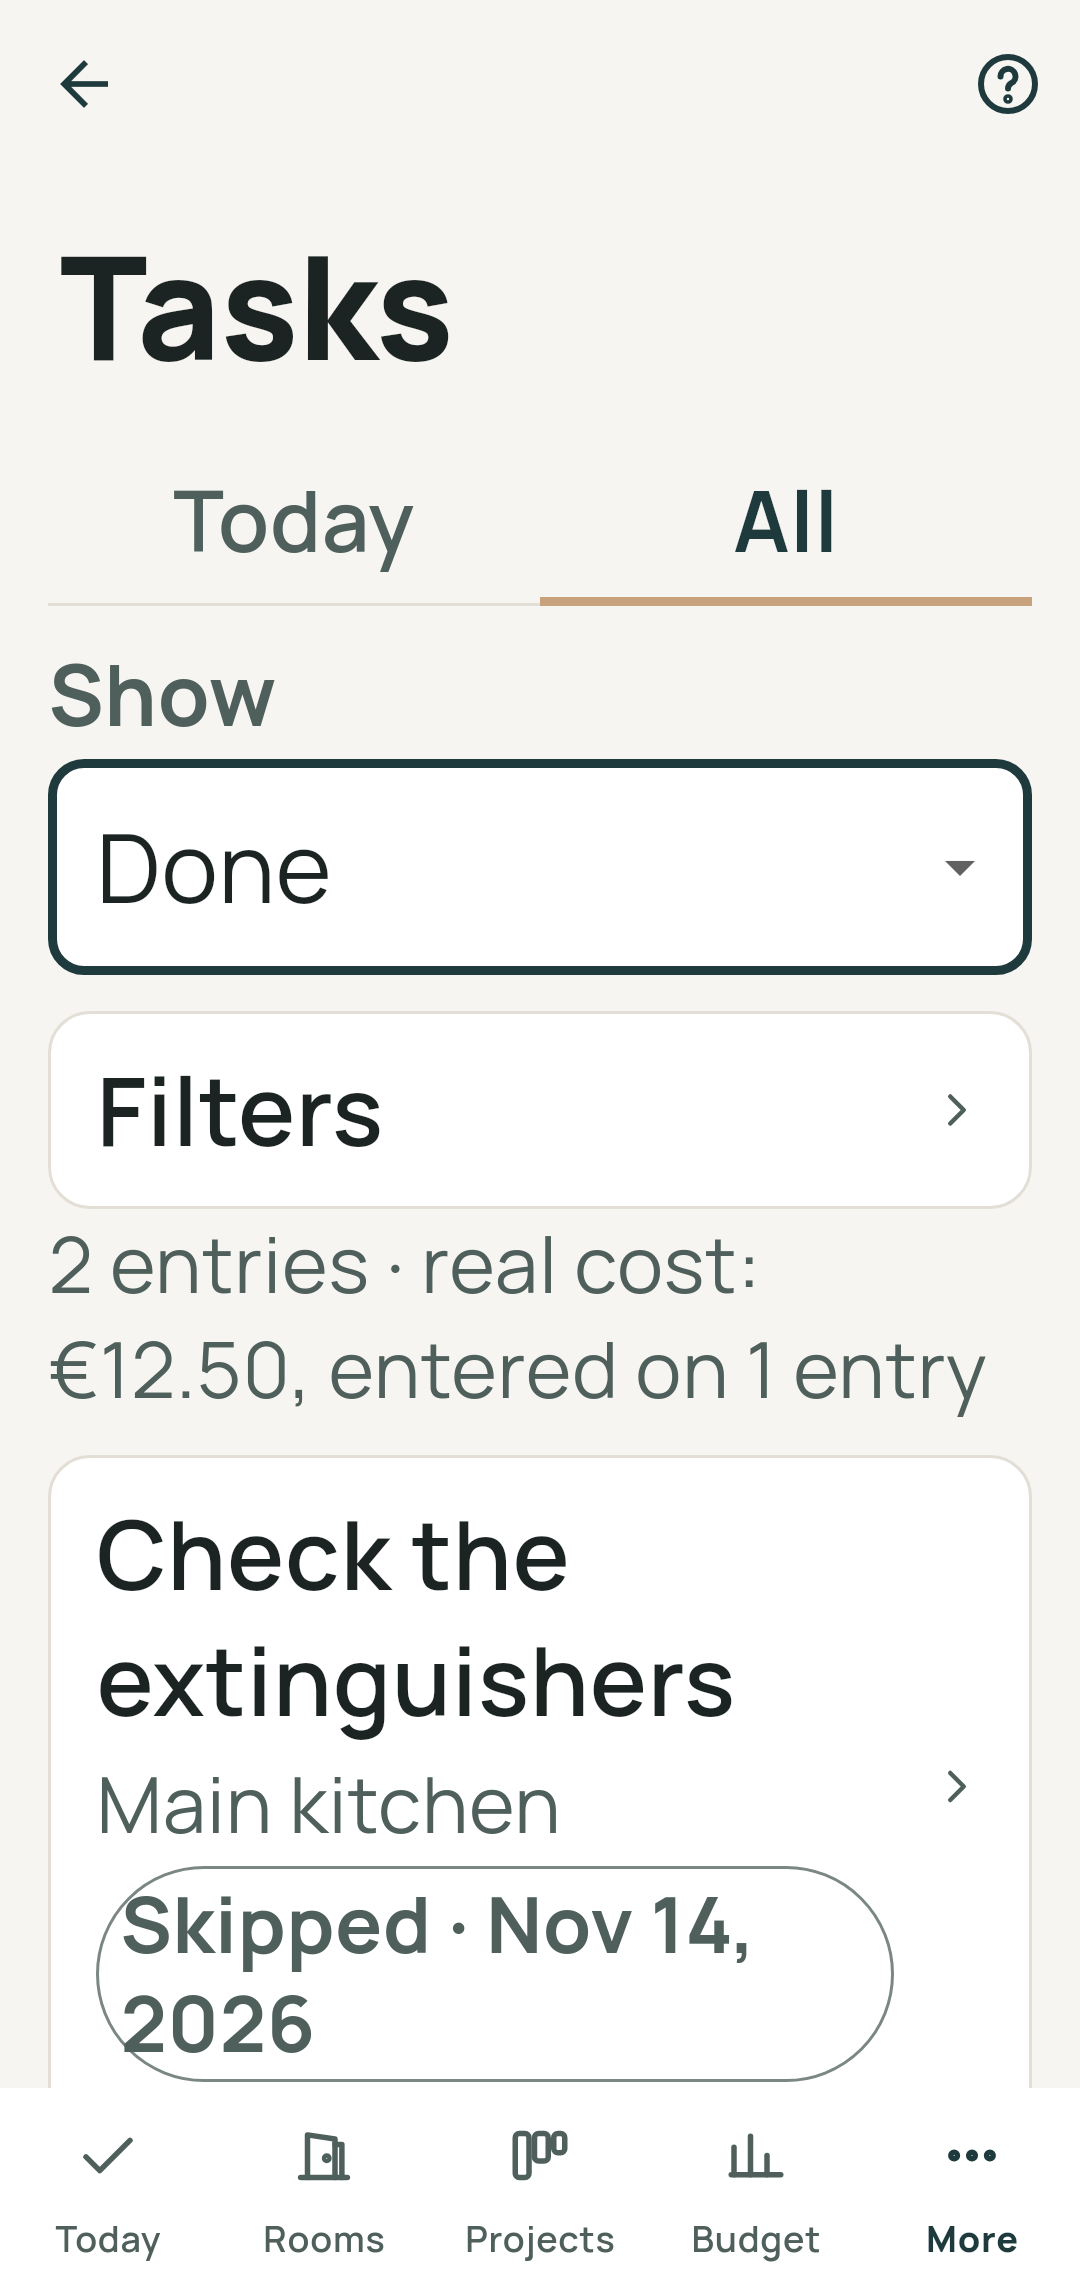 Tasks
Today
All
Show
Done
Filters
2 entries · real cost:
€12.50, entered on 1 entry
Check the
extinguishers
Main kitchen
Skipped · Nov 14,
2026
Today
Rooms
Projects
Budget
More